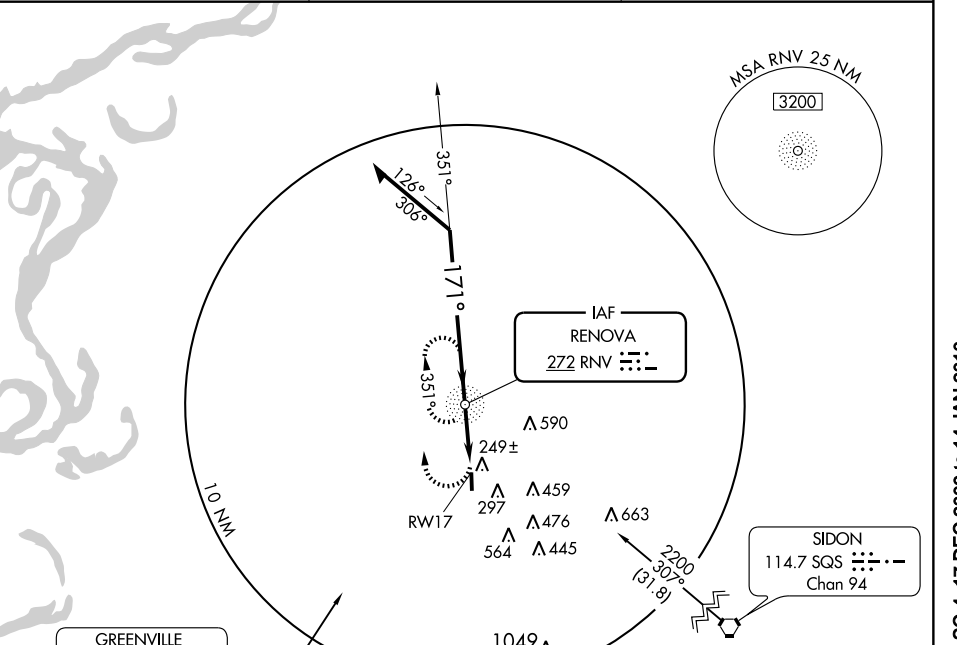 MSA RNV 25 NM
3200
351°
126°
306°
171°
IAF
RENOVA
272 RNV
351°
590
249±
459
297
RW17
476
663
564
445
10 NM
2200
307°
(31.8)
SIDON
114.7 SQS
Chan 94
GREENVILLE
1049